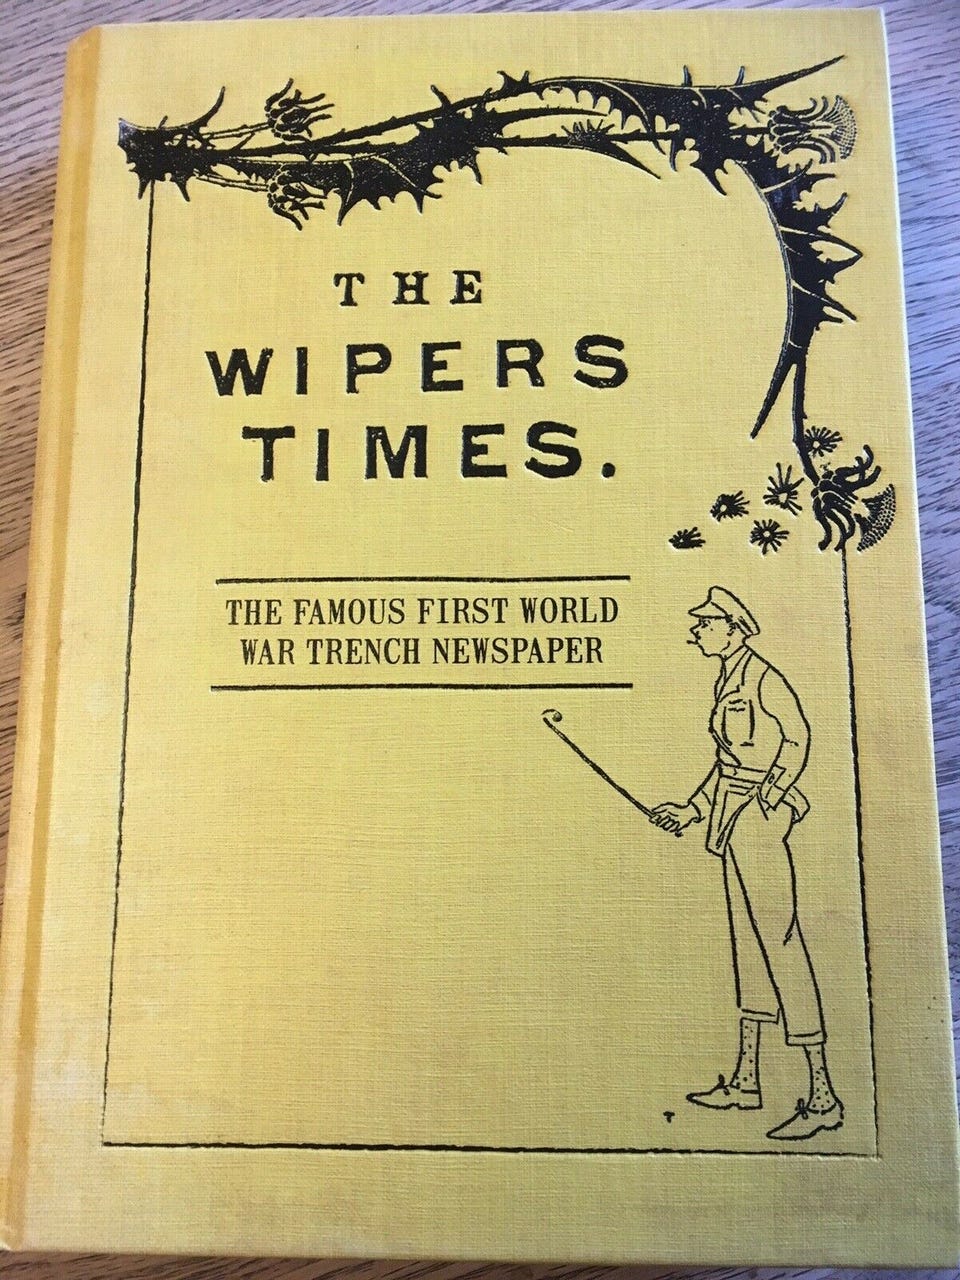 THE
WIPERS
TIMES.
THE FAMOUS FIRST WORLD
WAR TRENCH NEWSPAPER